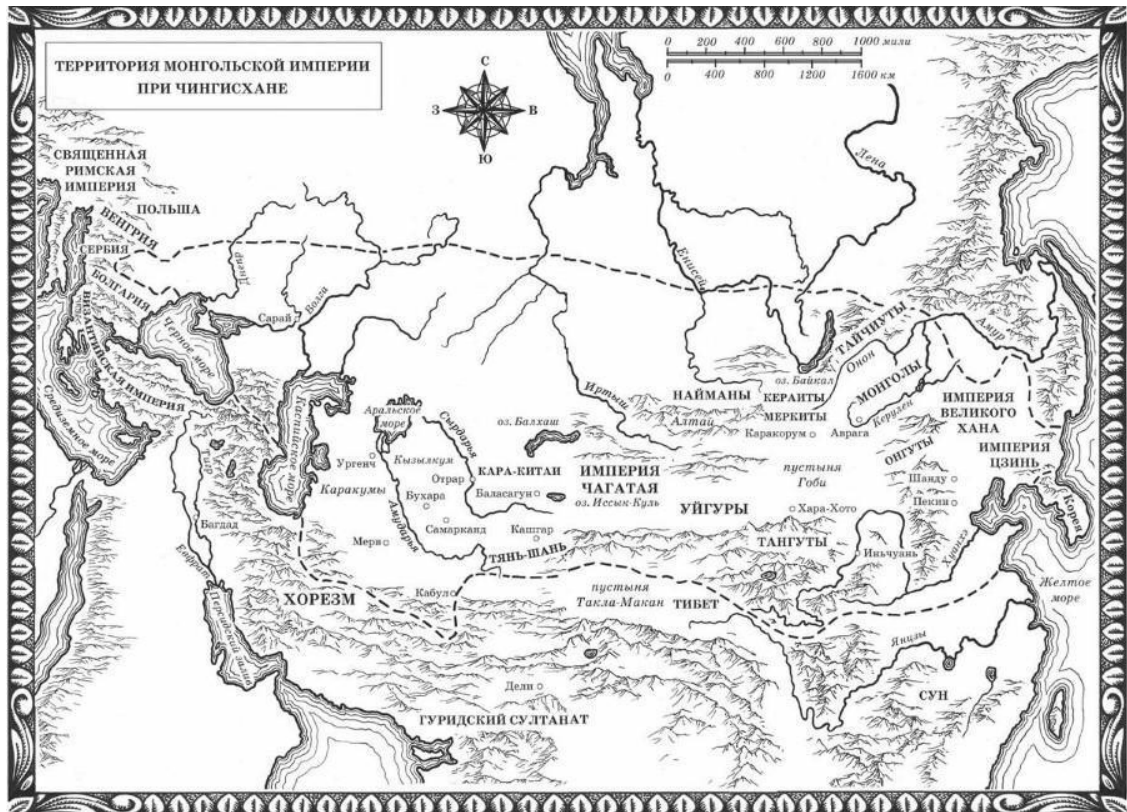 ТЕРРИТОРИЯ МОНГОЛЬСКОЙ ИМПЕРИИ
ПРИ ЧИНГИСХАНЕ
0 200 400 600 800 1000 мили
0 400 800 1200 1600 км
С
З
В
Ю
СВЯЩЕННАЯ
РИМСКАЯ
ИМПЕРИЯ
ПОЛЬША
ВЕНГРИЯ
СЕРБИЯ
БОЛГАРИЯ
ВИЗАНТИЙСКАЯ ИМПЕРИЯ
Средиземное море
Черное море
Днепр
Сарай
Волга
Каспийское море
Аральское
море
Сырдарья
Ургенч
Кызылкум
Каракумы
Отрар
Бухара
Самарканд
Амударья
Мерв
Багдад
Евфрат
Персидский залив
ХОРЕЗМ
Кабул
Дели
ГУРИДСКИЙ СУЛТАНАТ
оз. Балхаш
КАРА-КИТАИ
Баласагун
Кашгар
ТЯНЬ-ШАНЬ
ИМПЕРИЯ
ЧАГАТАЯ
оз. Иссык-Куль
Иртыш
Енисей
Лена
НАЙМАНЫ
Алтай
оз. Байкал
КЕРАИТЫ
МЕРКИТЫ
Каракорум
ТАЙЧИУТЫ
Онон
МОНГОЛЫ
Аврага
Керулен
Амур
ИМПЕРИЯ
ВЕЛИКОГО
ХАНА
ОНГУТЫ
ИМПЕРИЯ
ЦЗИНЬ
Шанду
Пекин
Корея
пустыня
Гоби
УЙГУРЫ
Хара-Хото
ТАНГУТЫ
Иньчуань
Хуанхэ
Желтое
море
пустыня
Такла-Макан
ТИБЕТ
Янцзы
СУН